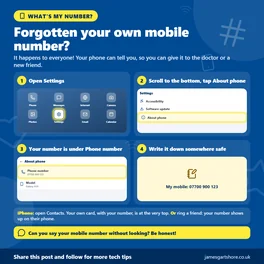 WHAT'S MY NUMBER?
#
Forgotten your own mobile
number?
It happens to everyone! Your phone can tell you, so you can give it to the doctor or a
new friend.
1 Open Settings
2 Scroll to the bottom, tap About phone
Settings
Accessibility
Software update
About phone
3 Your number is under Phone number
About phone
Phone number
Model
4 Write it down somewhere safe
My mobile: 07700 900 123
iPhone: open Contacts. Your own card, with your number, is at the very top. Or ring a friend: your number shows
up on their phone.
Can you say your mobile number without looking? Be honest!
Share this post and follow for more tech tips
jamesgartshore.co.uk